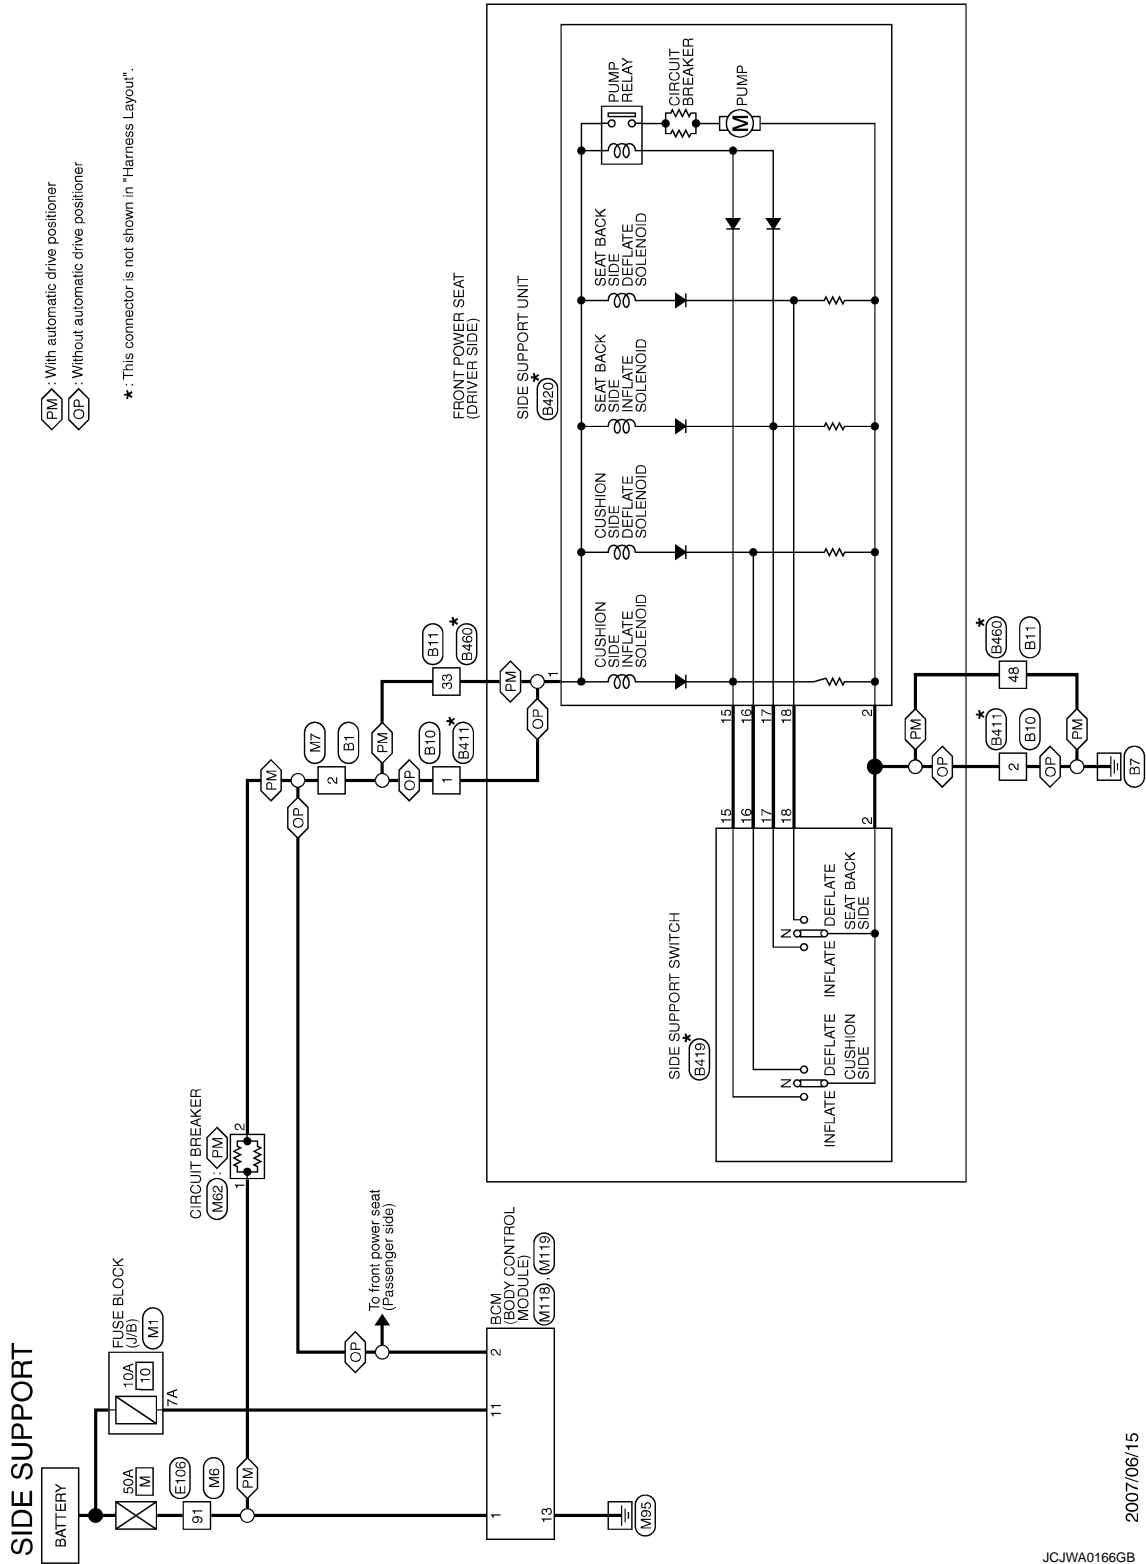 SIDE SUPPORT
BATTERY
50A
M
E106
91
M6
FUSE BLOCK
(J/B)
M1
10A
10
7A
PM
1
11
2
13
M95
BCM
(BODY CONTROL
MODULE)
M118 , M119
OP
To front power seat
(Passenger side)
CIRCUIT BREAKER
M62 : PM
1
2
PM
OP
M7
2
B1
PM
OP
B10
1
B411
*
B11
33
B460
*
PM
OP
1
PM : With automatic drive positioner
OP : Without automatic drive positioner
* : This connector is not shown in "Harness Layout".
FRONT POWER SEAT
(DRIVER SIDE)
SIDE SUPPORT UNIT
B420
*
CUSHION
SIDE
INFLATE
SOLENOID
CUSHION
SIDE
DEFLATE
SOLENOID
SEAT BACK
SIDE
INFLATE
SOLENOID
SEAT BACK
SIDE
DEFLATE
SOLENOID
PUMP
RELAY
CIRCUIT
BREAKER
M
PUMP
15
16
17
18
2
15
16
17
18
2
SIDE SUPPORT SWITCH
B419
*
N
INFLATE
DEFLATE
CUSHION
SIDE
N
INFLATE
DEFLATE
SEAT BACK
SIDE
PM
OP
B411
*
2
B10
B460
*
48
B11
OP
PM
B7
2007/06/15
JCJWA0166GB